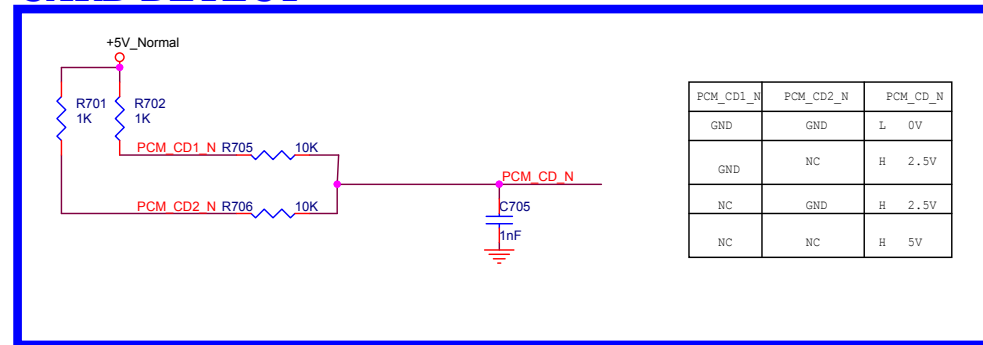 +5V_Normal
R701
1K
R702
1K
PCM_CD1_N R705 10K
PCM_CD_N
PCM_CD2_N R706 10K
C705
1nF
PCM_CD1_N PCM_CD2_N PCM_CD_N
GND GND L 0V
GND NC H 2.5V
NC GND H 2.5V
NC NC H 5V